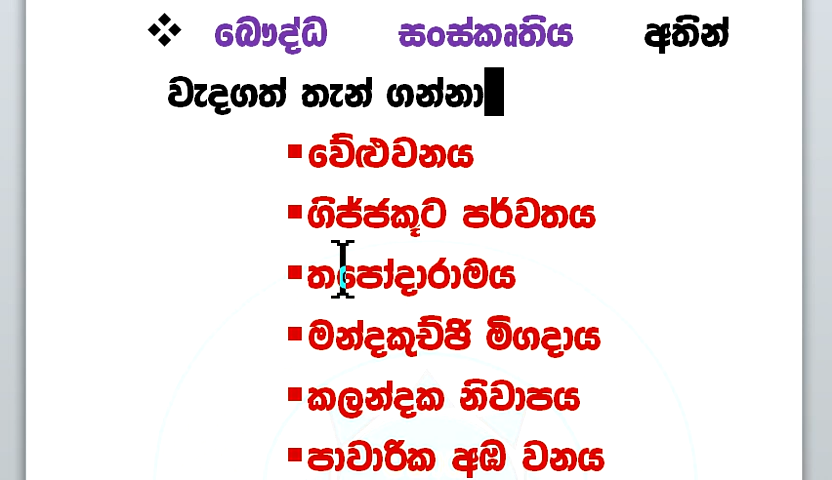 ❖ බෞද්ධ සංස්කෘතිය අතින්
වැදගත් තැන් ගන්නා
▪වේළුවනය
▪ගිජ්ජකූට පර්වතය
▪තපෝදාරාමය
▪මන්දකුච්ඡි මිගදාය
▪කලන්දක නිවාපය
▪පාවාරික අඹ වනය